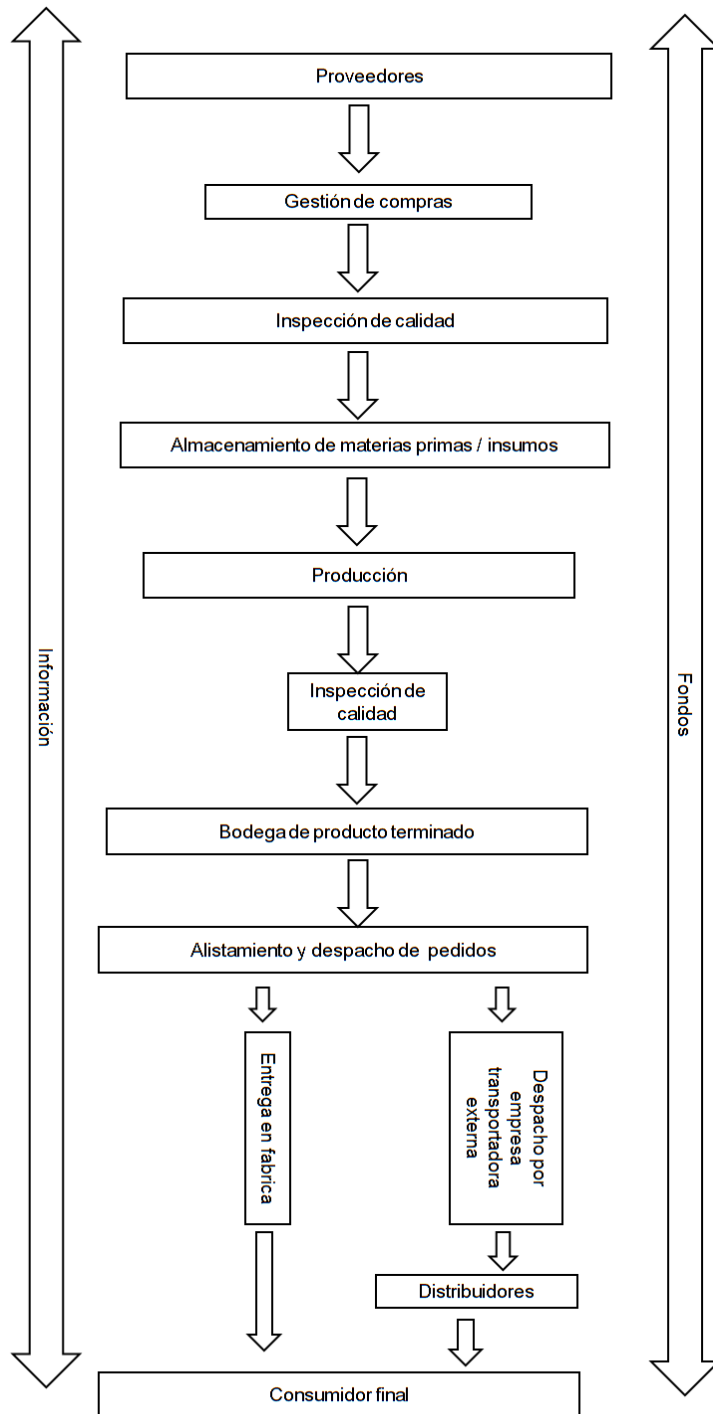 Proveedores
Gestión de compras
Inspección de calidad
Almacenamiento de materias primas / insumos
Producción
Inspección de
calidad
Bodega de producto terminado
Alistamiento y despacho de pedidos
Entrega en fabrica
Despacho por
empresa
transportadora
externa
Distribuidores
Consumidor final
Información
Fondos